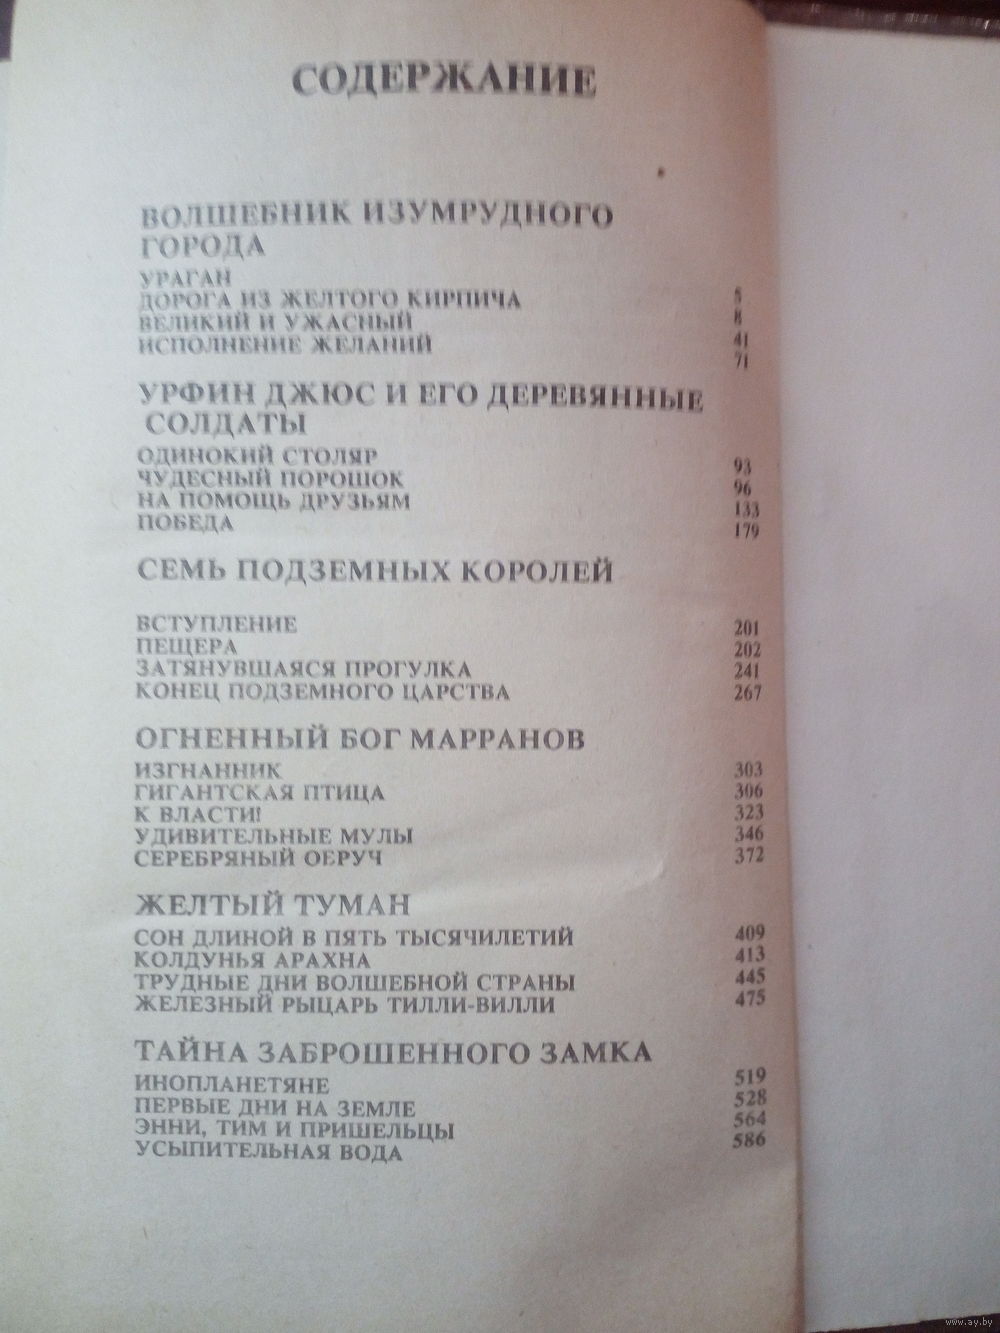 СОДЕРЖАНИЕ
ВОЛШЕБНИК ИЗУМРУДНОГО
ГОРОДА
УРАГАН 5
ДОРОГА ИЗ ЖЕЛТОГО КИРПИЧА 8
ВЕЛИКИЙ И УЖАСНЫЙ 41
ИСПОЛНЕНИЕ ЖЕЛАНИЙ 71
УРФИН ДЖЮС И ЕГО ДЕРЕВЯННЫЕ
СОЛДАТЫ
ОДИНОКИЙ СТОЛЯР 93
ЧУДЕСНЫЙ ПОРОШОК 96
НА ПОМОЩЬ ДРУЗЬЯМ 133
ПОБЕДА 179
СЕМЬ ПОДЗЕМНЫХ КОРОЛЕЙ
ВСТУПЛЕНИЕ 201
ПЕЩЕРА 202
ЗАТЯНУВШАЯСЯ ПРОГУЛКА 241
КОНЕЦ ПОДЗЕМНОГО ЦАРСТВА 267
ОГНЕННЫЙ БОГ МАРРАНОВ
ИЗГНАННИК 303
ГИГАНТСКАЯ ПТИЦА 306
К ВЛАСТИ! 323
УДИВИТЕЛЬНЫЕ МУЛЫ 346
СЕРЕБРЯНЫЙ ОБРУЧ 372
ЖЕЛТЫЙ ТУМАН
СОН ДЛИНОЙ В ПЯТЬ ТЫСЯЧИЛЕТИЙ 409
КОЛДУНЬЯ АРАХНА 413
ТРУДНЫЕ ДНИ ВОЛШЕБНОЙ СТРАНЫ 445
ЖЕЛЕЗНЫЙ РЫЦАРЬ ТИЛЛИ-ВИЛЛИ 475
ТАЙНА ЗАБРОШЕННОГО ЗАМКА
ИНОПЛАНЕТЯНЕ 519
ПЕРВЫЕ ДНИ НА ЗЕМЛЕ 528
ЭННИ, ТИМ И ПРИШЕЛЬЦЫ 564
УСЫПИТЕЛЬНАЯ ВОДА 586
www.ay.by